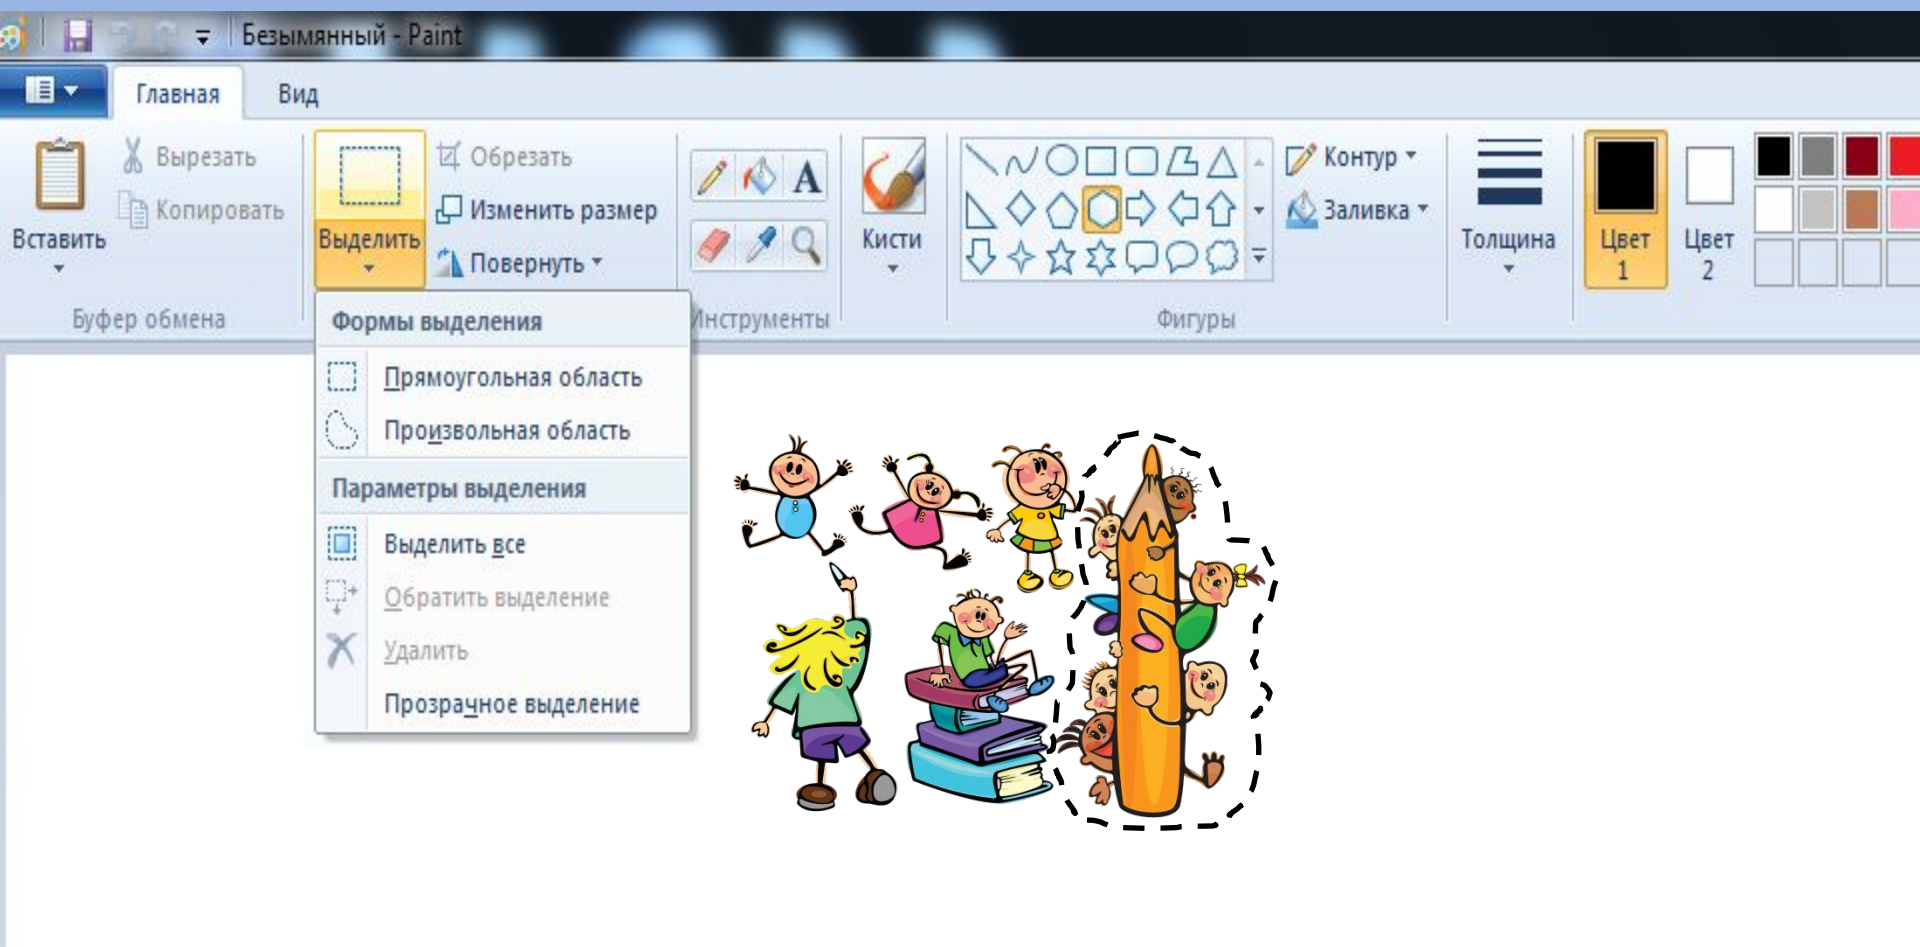 Безымянный - Paint
Главная
Вид
Вставить
Вырезать
Копировать
Буфер обмена
Выделить
Обрезать
Изменить размер
Повернуть
A
Инструменты
Кисти
Контур
Заливка
Фигуры
Толщина
Цвет
1
Цвет
2
Формы выделения
Прямоугольная область
Произвольная область
Параметры выделения
Выделить все
Обратить выделение
Удалить
Прозрачное выделение